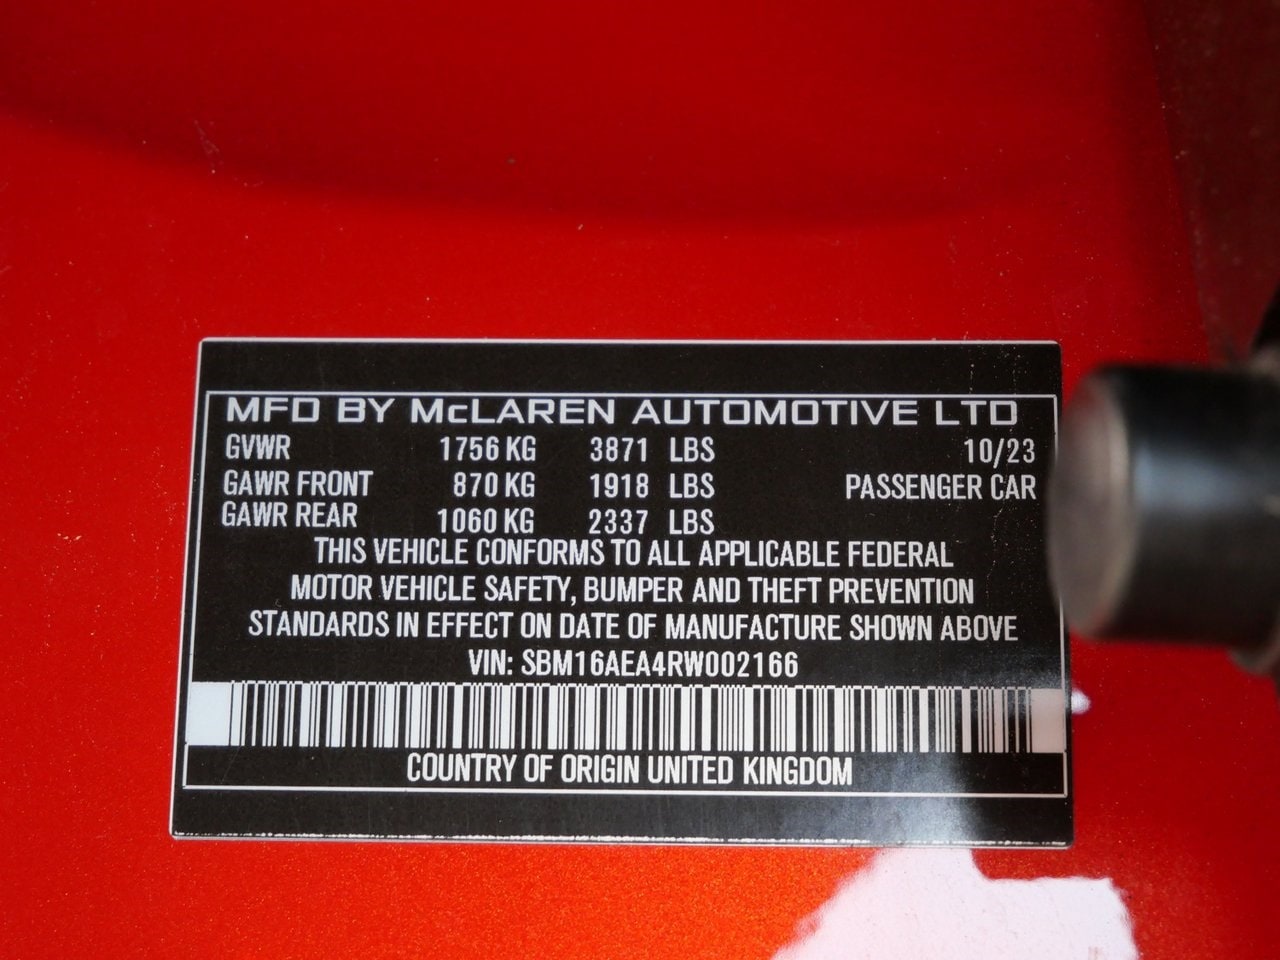 MFD BY McLAREN AUTOMOTIVE LTD
GVWR 1756 KG 3871 LBS 10/23
GAWR FRONT 870 KG 1918 LBS PASSENGER CAR
GAWR REAR 1060 KG 2337 LBS
THIS VEHICLE CONFORMS TO ALL APPLICABLE FEDERAL
MOTOR VEHICLE SAFETY, BUMPER AND THEFT PREVENTION
STANDARDS IN EFFECT ON DATE OF MANUFACTURE SHOWN ABOVE
VIN: SBM16AEA4RW002166
COUNTRY OF ORIGIN UNITED KINGDOM